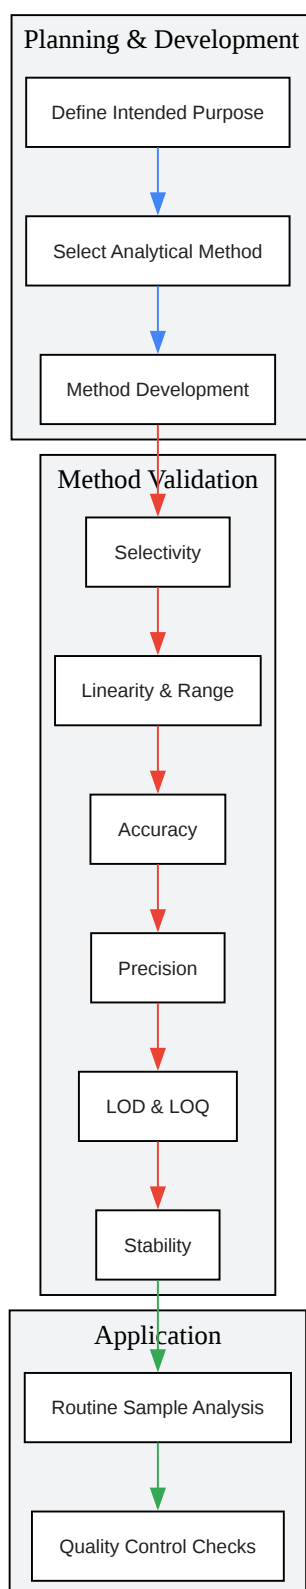 Planning & Development
Define Intended Purpose
Select Analytical Method
Method Development
Method Validation
Selectivity
Linearity & Range
Accuracy
Precision
LOD & LOQ
Stability
Application
Routine Sample Analysis
Quality Control Checks